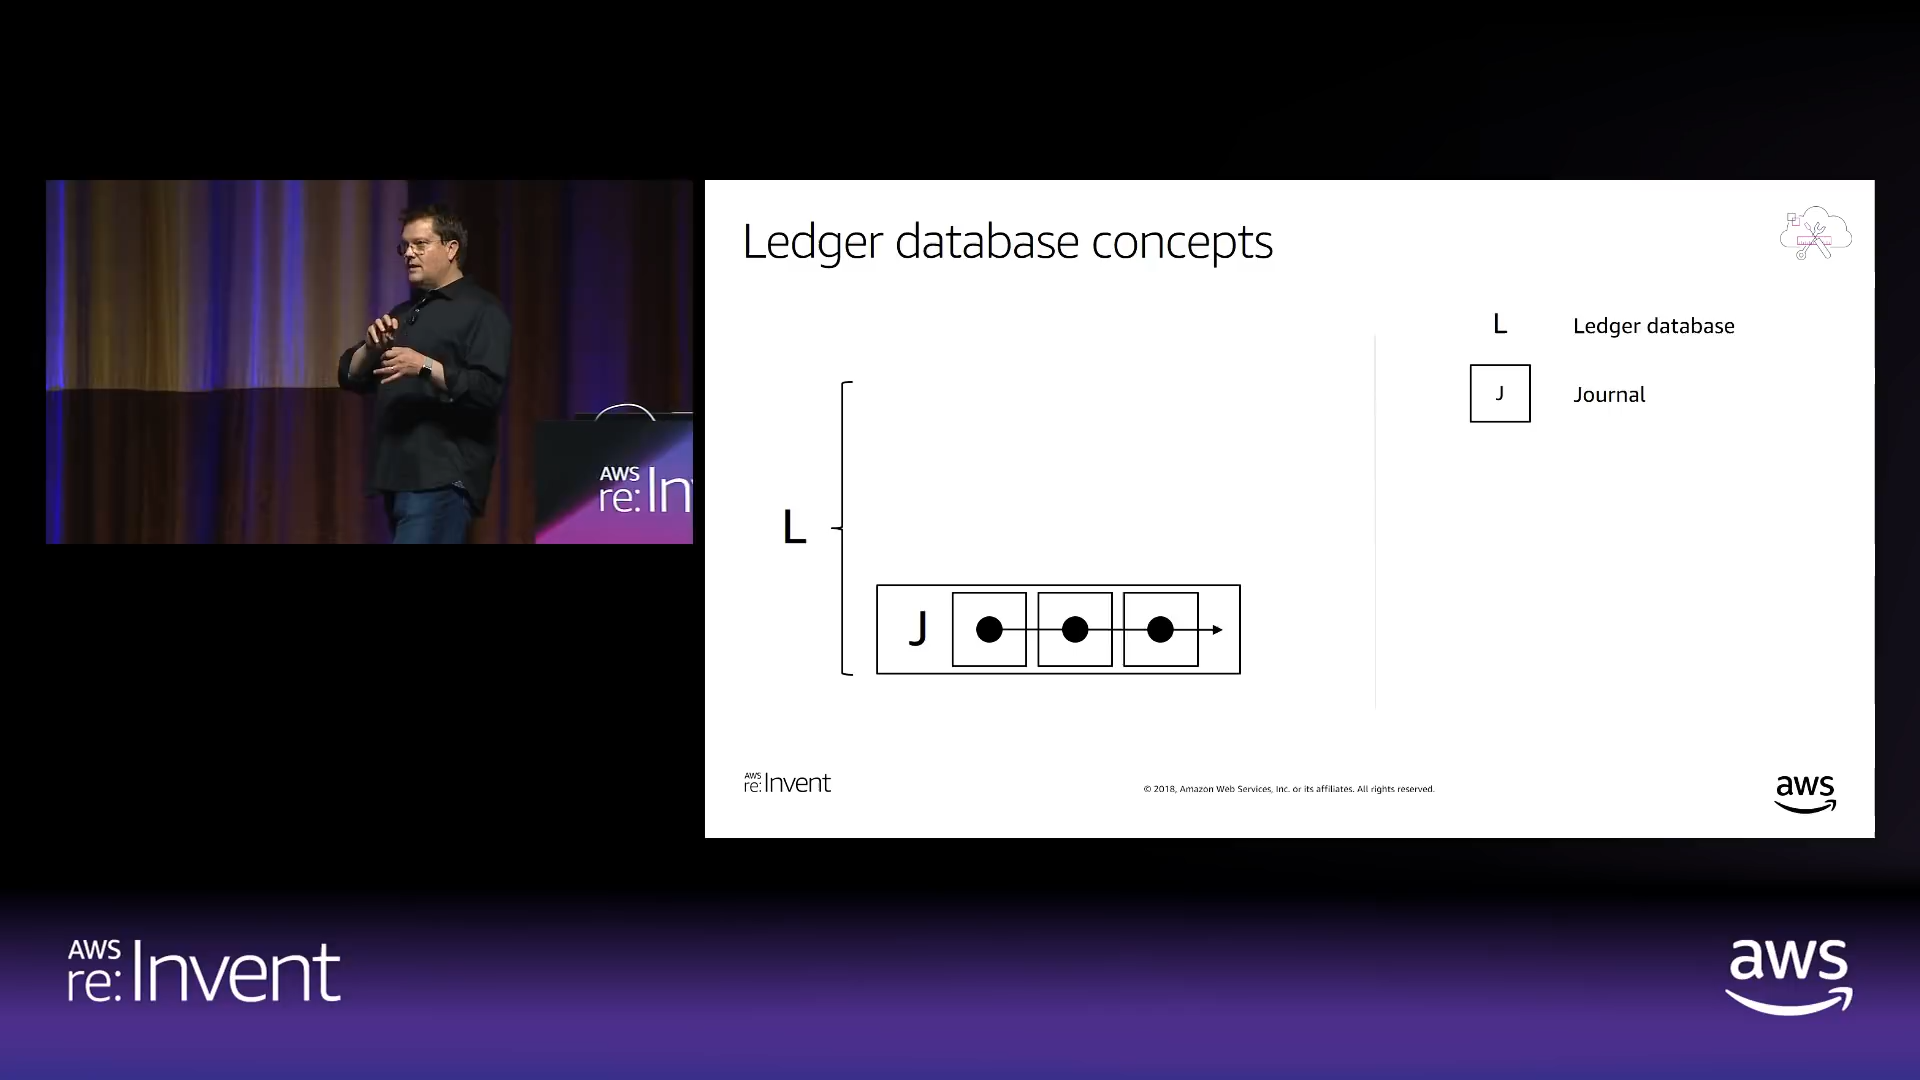 Ledger database concepts
L Ledger database
J Journal
L
J
AWS
re:In
AWS
re:Invent
© 2018, Amazon Web Services, Inc. or its affiliates. All rights reserved.
aws
AWS
re:Invent
aws